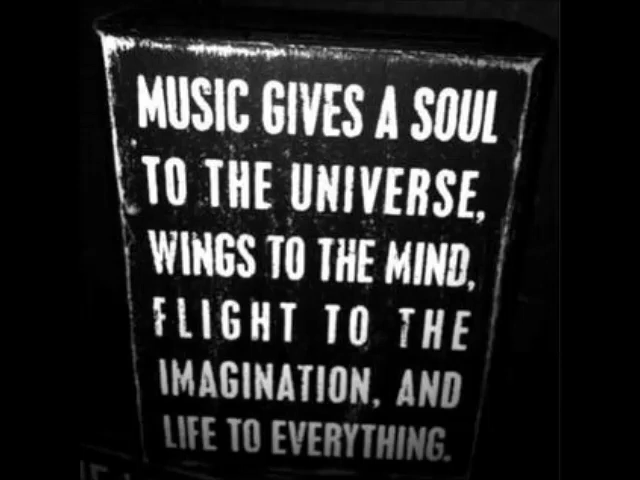 MUSIC GIVES A SOUL
TO THE UNIVERSE,
WINGS TO THE MIND,
FLIGHT TO THE
IMAGINATION, AND
LIFE TO EVERYTHING.